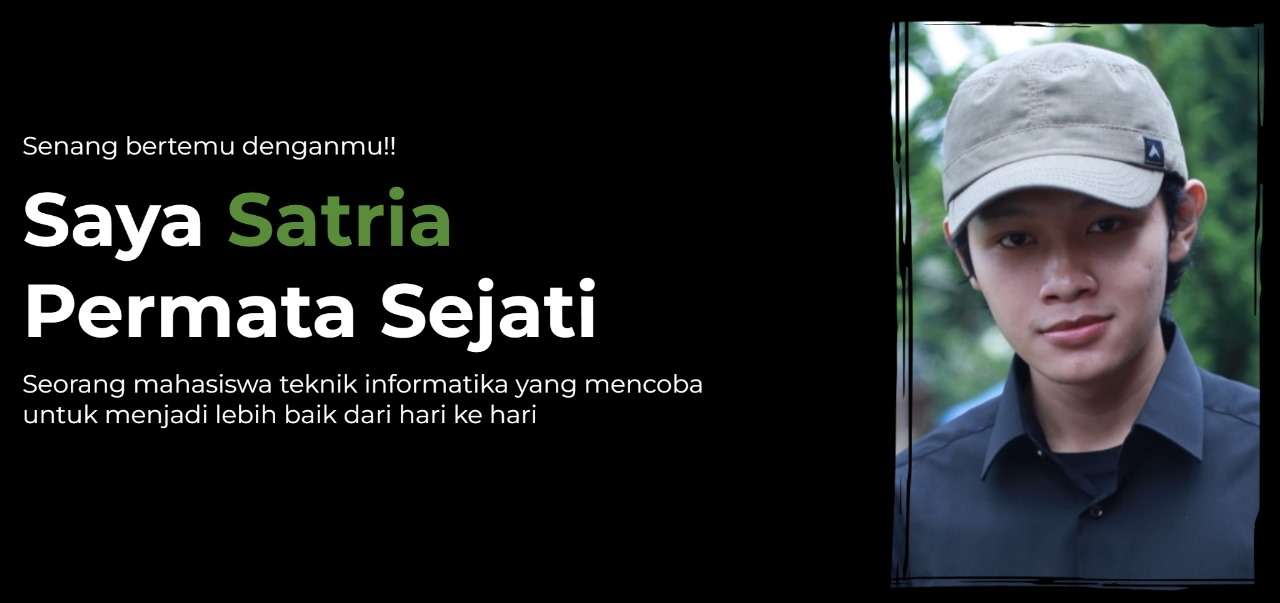 Senang bertemu denganmu!!
Saya Satria
Permata Sejati
Seorang mahasiswa teknik informatika yang mencoba
untuk menjadi lebih baik dari hari ke hari